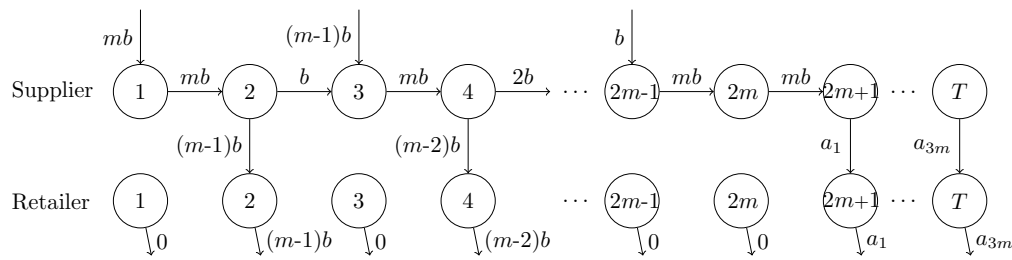 mb (m-1)b b
Supplier 1 mb 2 b 3 mb 4 2b ··· 2m-1 mb 2m mb 2m+1 ··· T
(m-1)b (m-2)b a₁ a₃ₘ
Retailer 1 2 3 4 ··· 2m-1 2m 2m+1 ··· T
0 (m-1)b 0 (m-2)b 0 0 a₁ a₃ₘ